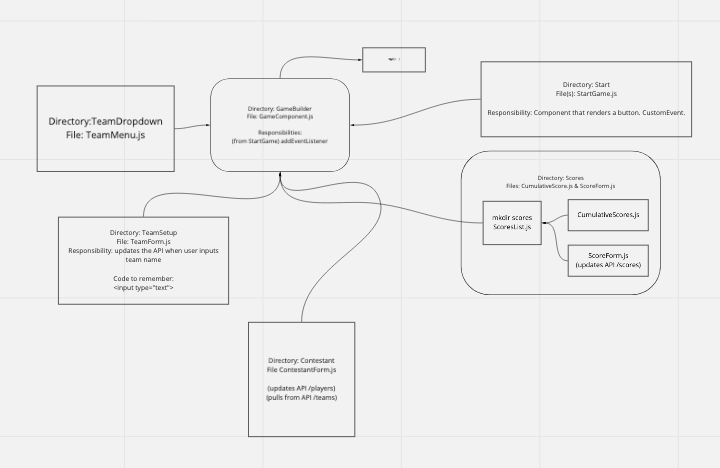 Directory:TeamDropdown
File: TeamMenu.js
Directory: GameBuilder
File: GameComponent.js
Responsibilities:
(from StartGame) addEventListener
Directory: Start
File(s): StartGame.js
Responsibility: Component that renders a button. CustomEvent.
Directory: Scores
Files: CumulativeScore.js & ScoreForm.js
mkdir scores
ScoresList.js
CumulativeScores.js
ScoreForm.js
(updates API /scores)
Directory: TeamSetup
File: TeamForm.js
Responsibility: updates the API when user inputs
team name
Code to remember:
<input type="text">
Directory: Contestant
File ContestantForm.js
(updates API /players)
(pulls from API /teams)